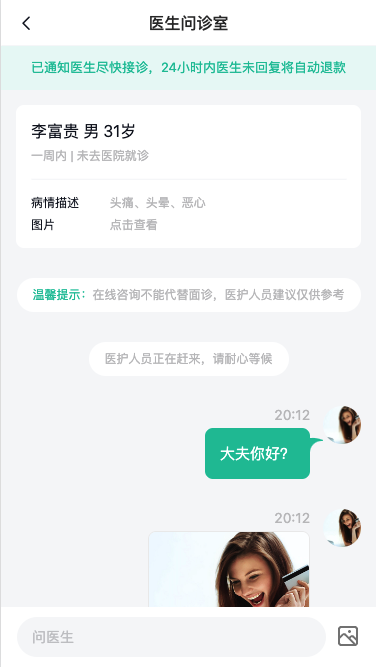 医生问诊室
已通知医生尽快接诊，24小时内医生未回复将自动退款
李富贵 男 31岁
一周内 | 未去医院就诊
病情描述 头痛、头晕、恶心
图片 点击查看
温馨提示：在线咨询不能代替面诊，医护人员建议仅供参考
医护人员正在赶来，请耐心等候
20:12
大夫你好?
20:12
问医生